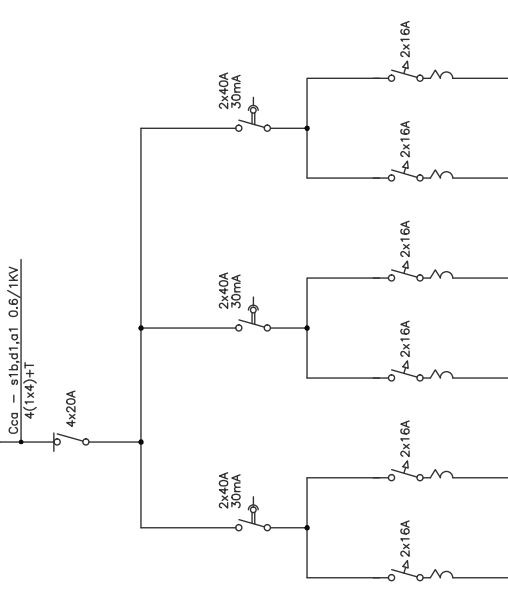 Cca - s1b,d1,a1 0.6/1KV
4(1x4)+T
4x20A
2x40A
30mA
2x40A
30mA
2x40A
30mA
2x16A
2x16A
2x16A
2x16A
2x16A
2x16A